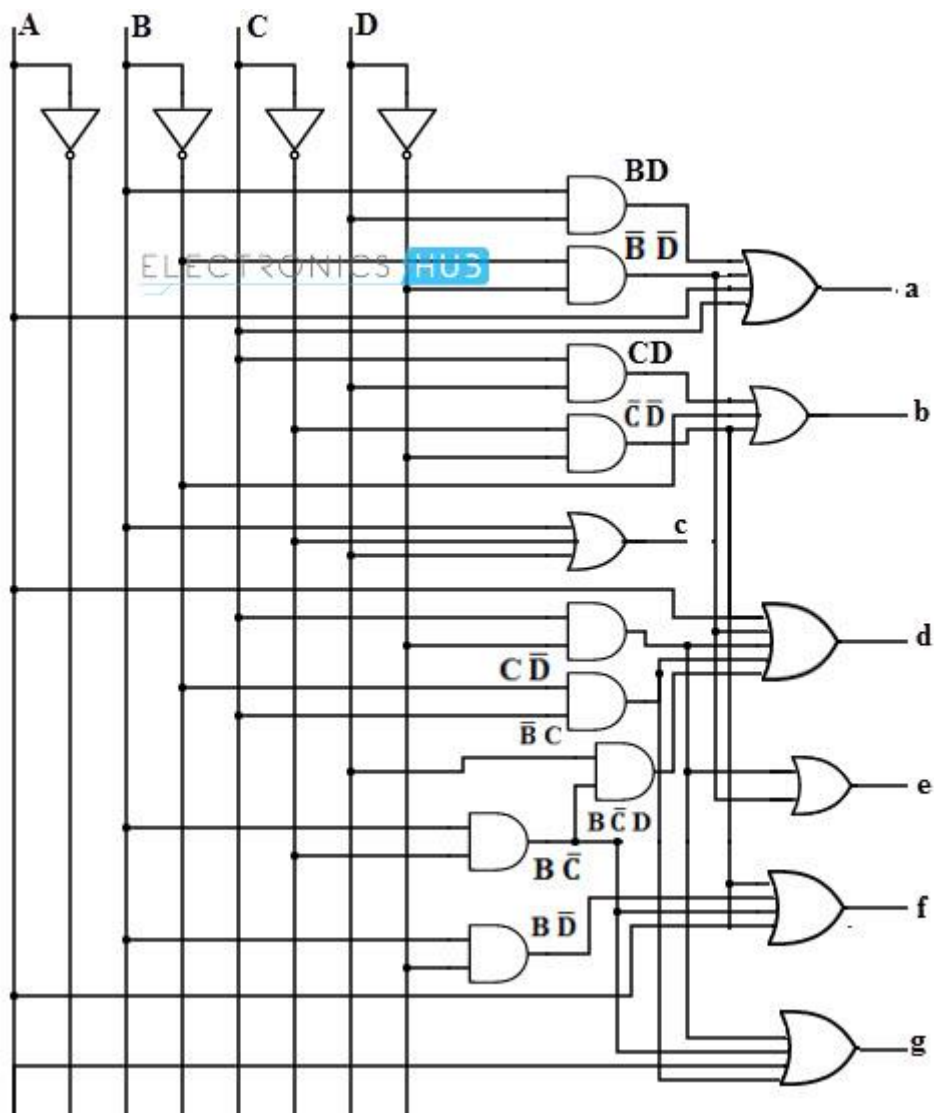 A B C D
BD
B̅ D̅
ELECTRONICS HUB
a
CD
b
C̅ D̅
c
d
C D̅
B̅ C
e
B C̅ D
B C̅
f
B D̅
g